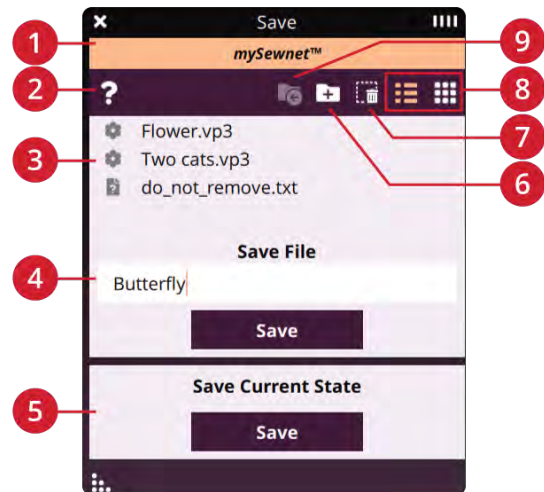 Save
1
mySewnet™
9
2
?
8
Flower.vp3
7
3
Two cats.vp3
6
do_not_remove.txt
Save File
4
Butterfly
Save
Save Current State
5
Save